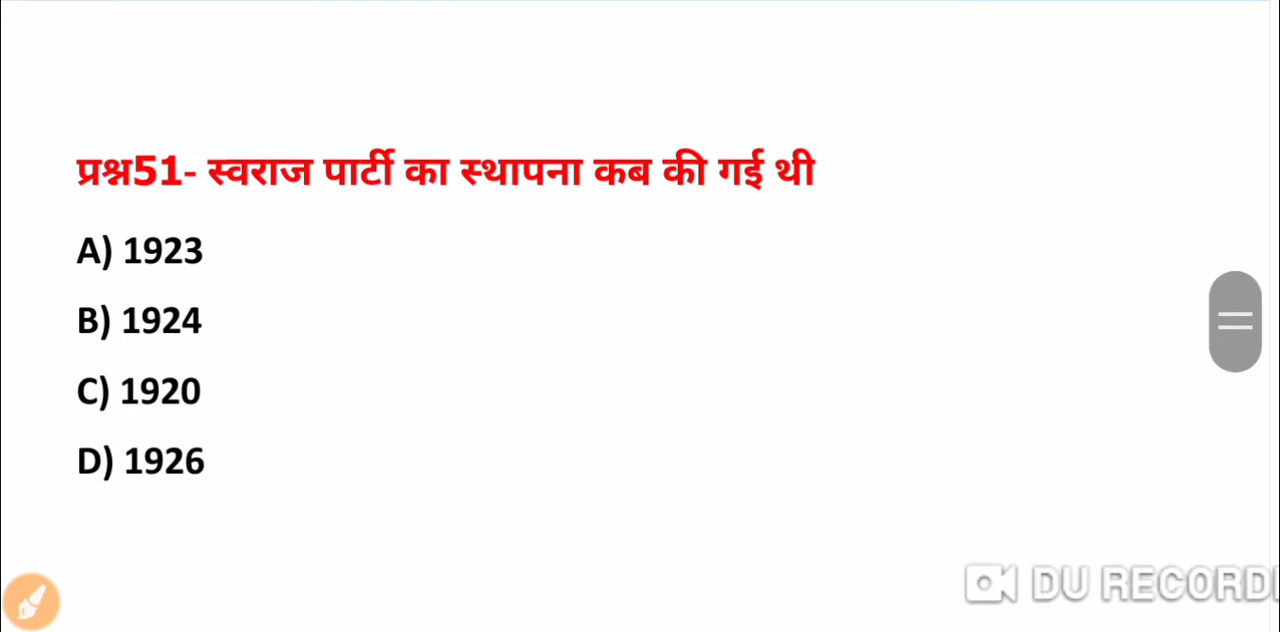 प्रश्न51- स्वराज पार्टी का स्थापना कब की गई थी
A) 1923
B) 1924
C) 1920
D) 1926
DU RECORD